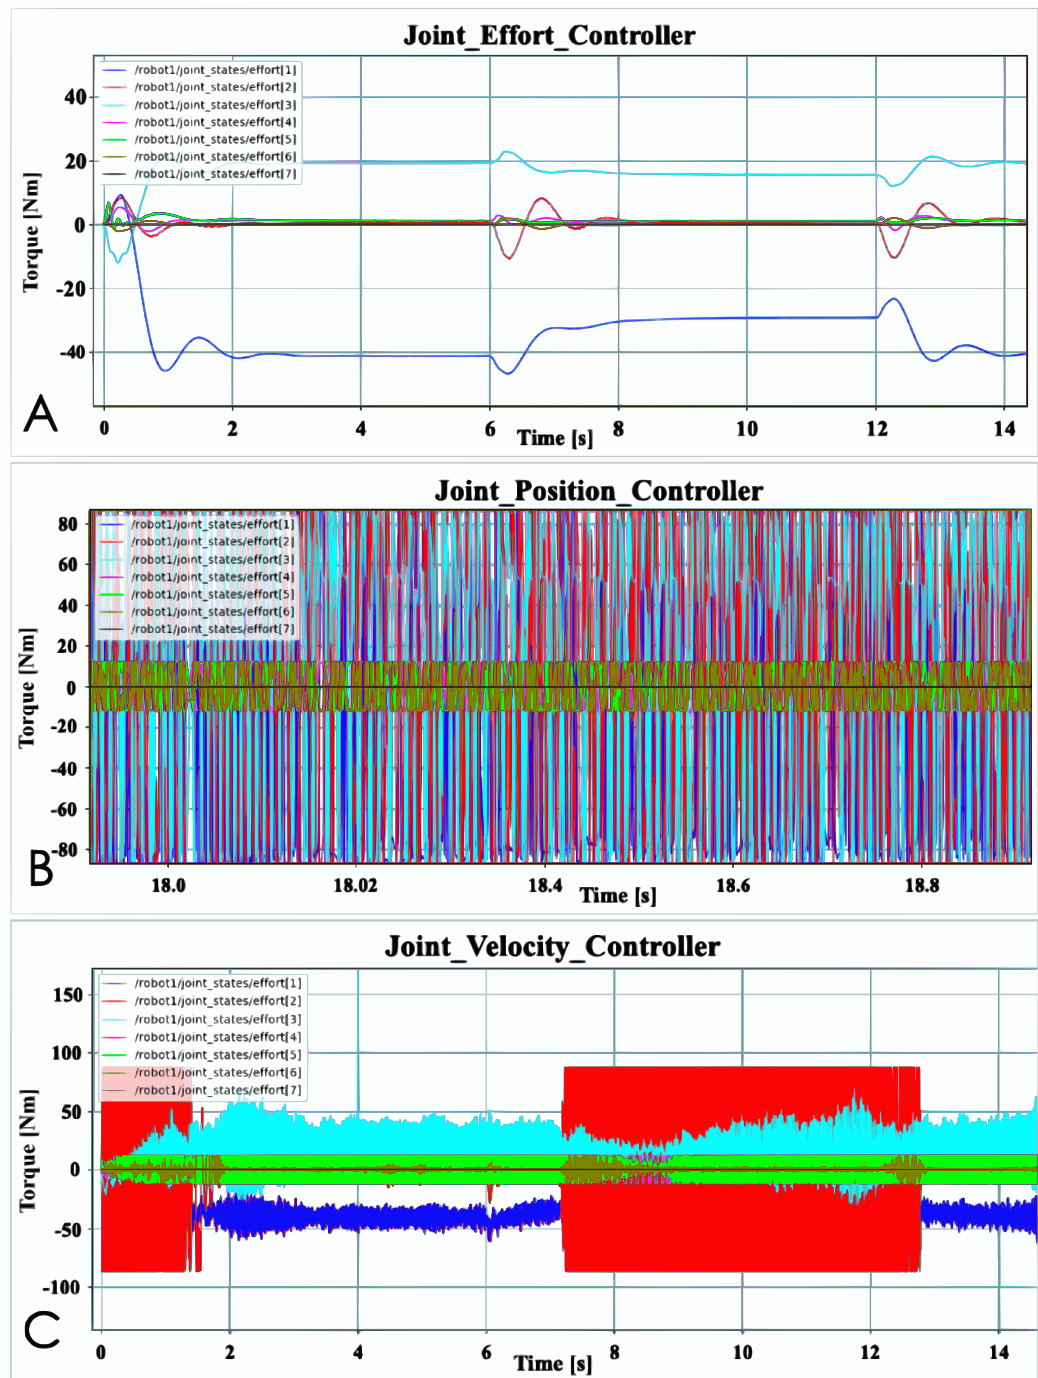 Joint_Effort_Controller
/robot1/joint_states/effort[1]
/robot1/joint_states/effort[2]
/robot1/joint_states/effort[3]
/robot1/joint_states/effort[4]
/robot1/joint_states/effort[5]
/robot1/joint_states/effort[6]
/robot1/joint_states/effort[7]
40
20
0
-20
-40
Torque [Nm]
0 2 4 6 8 10 12 14
Time [s]
A
Joint_Position_Controller
/robot1/joint_states/effort[1]
/robot1/joint_states/effort[2]
/robot1/joint_states/effort[3]
/robot1/joint_states/effort[4]
/robot1/joint_states/effort[5]
/robot1/joint_states/effort[6]
/robot1/joint_states/effort[7]
80
60
40
20
0
-20
-40
-60
-80
Torque [Nm]
18.0 18.02 18.4 18.6 18.8
Time [s]
B
Joint_Velocity_Controller
/robot1/joint_states/effort[1]
/robot1/joint_states/effort[2]
/robot1/joint_states/effort[3]
/robot1/joint_states/effort[4]
/robot1/joint_states/effort[5]
/robot1/joint_states/effort[6]
/robot1/joint_states/effort[7]
150
100
50
0
-50
-100
Torque [Nm]
0 2 4 6 8 10 12 14
Time [s]
C